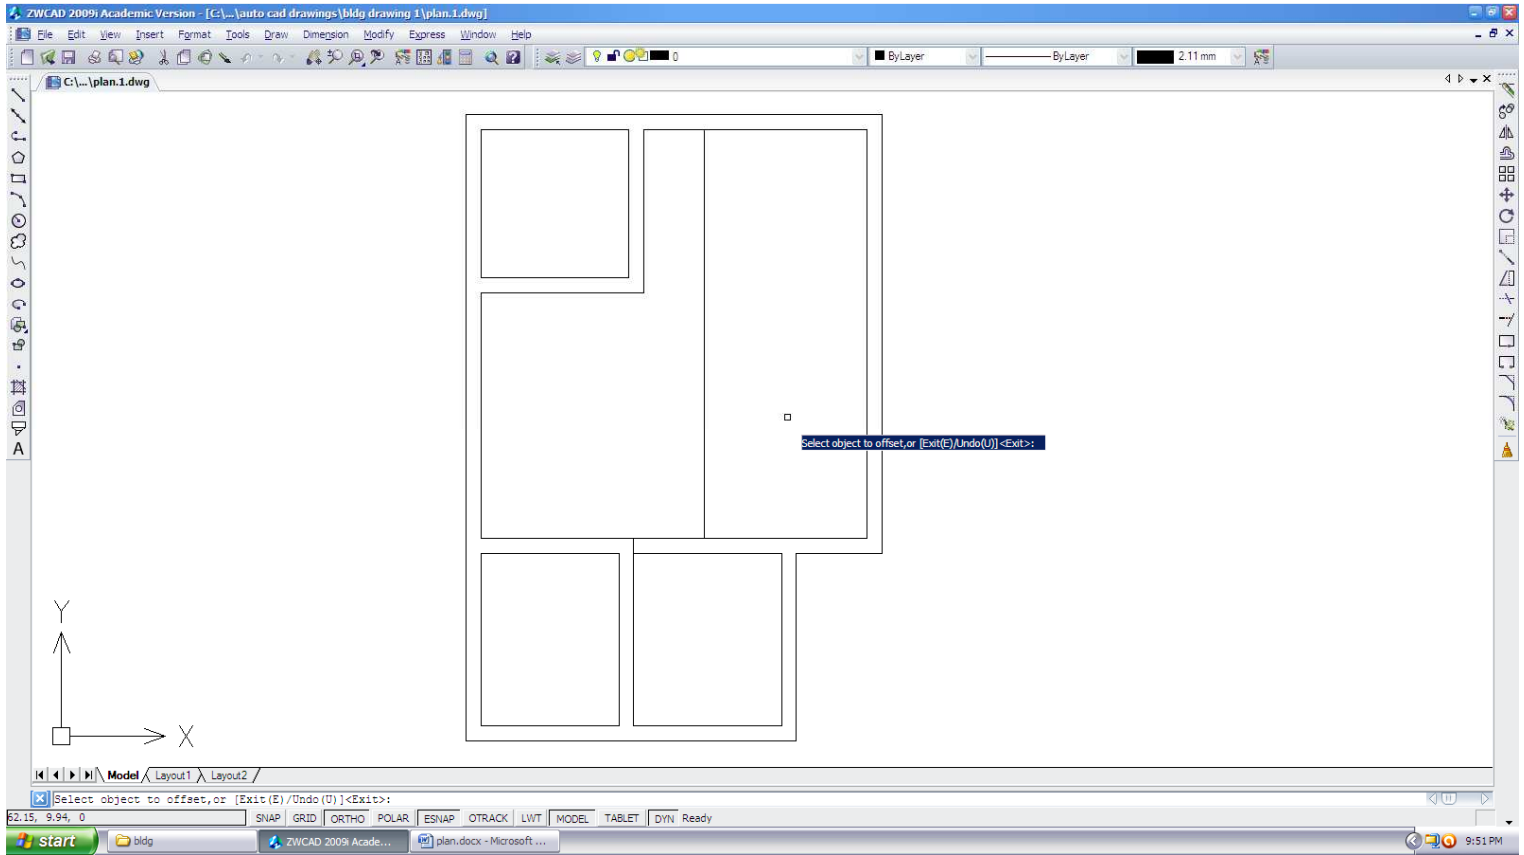 ZWCAD 2009i Academic Version - [C:\...\auto cad drawings\bldg drawing 1\plan.1.dwg]
File Edit View Insert Format Tools Draw Dimension Modify Express Window Help
0 ByLayer ByLayer 2.11 mm
C:\...\plan.1.dwg
Select object to offset,or [Exit(E)/Undo(U)]<Exit>:
Y
X
A
Model Layout1 Layout2
Select object to offset,or [Exit(E)/Undo(U)]<Exit>:
62.15, 9.94, 0 SNAP GRID ORTHO POLAR ESNAP OTRACK LWT MODEL TABLET DYN Ready
start bldg ZWCAD 2009i Acade... plan.docx - Microsoft ... 9:51 PM